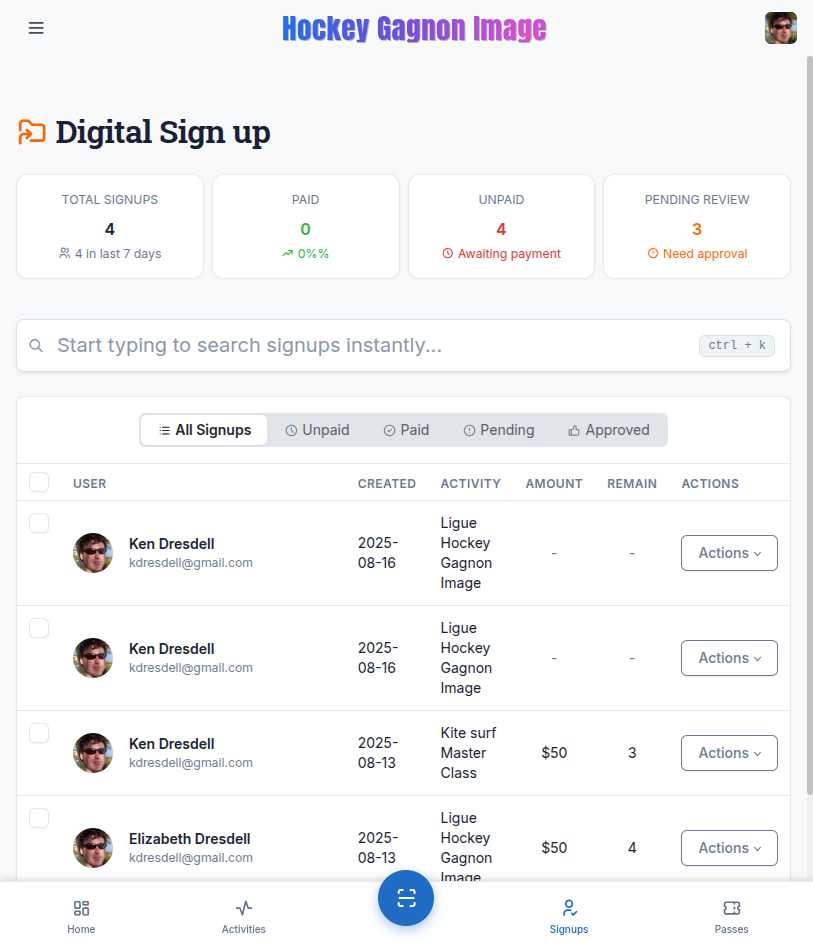 Hockey Gagnon Image
Digital Sign up
TOTAL SIGNUPS
4
4 in last 7 days
PAID
0
0%%
UNPAID
4
Awaiting payment
PENDING REVIEW
3
Need approval
Start typing to search signups instantly...
ctrl + k
All Signups
Unpaid
Paid
Pending
Approved
USER CREATED ACTIVITY AMOUNT REMAIN ACTIONS
Ken Dresdell
kdresdell@gmail.com
2025-
08-16
Ligue
Hockey
Gagnon
Image
-
-
Actions
Ken Dresdell
kdresdell@gmail.com
2025-
08-16
Ligue
Hockey
Gagnon
Image
-
-
Actions
Ken Dresdell
kdresdell@gmail.com
2025-
08-13
Kite surf
Master
Class
$50
3
Actions
Elizabeth Dresdell
kdresdell@gmail.com
2025-
08-13
Ligue
Hockey
Gagnon
Image
$50
4
Actions
Home
Activities
Signups
Passes